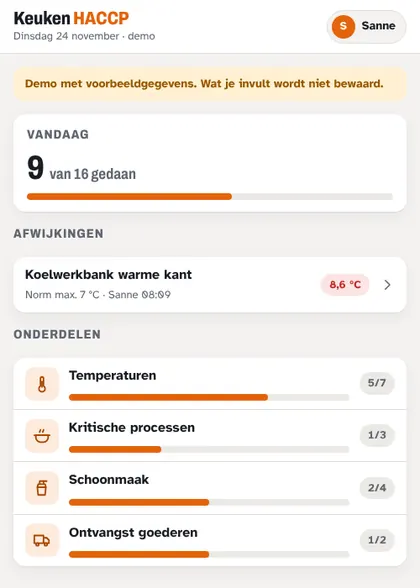 Keuken HACCP
Dinsdag 24 november · demo
S Sanne
Demo met voorbeeldgegevens. Wat je invult wordt niet bewaard.
VANDAAG
9 van 16 gedaan
AFWIJKINGEN
Koelwerkbank warme kant
Norm max. 7 °C · Sanne 08:09
8,6 °C
ONDERDELEN
Temperaturen
5/7
Kritische processen
1/3
Schoonmaak
2/4
Ontvangst goederen
1/2